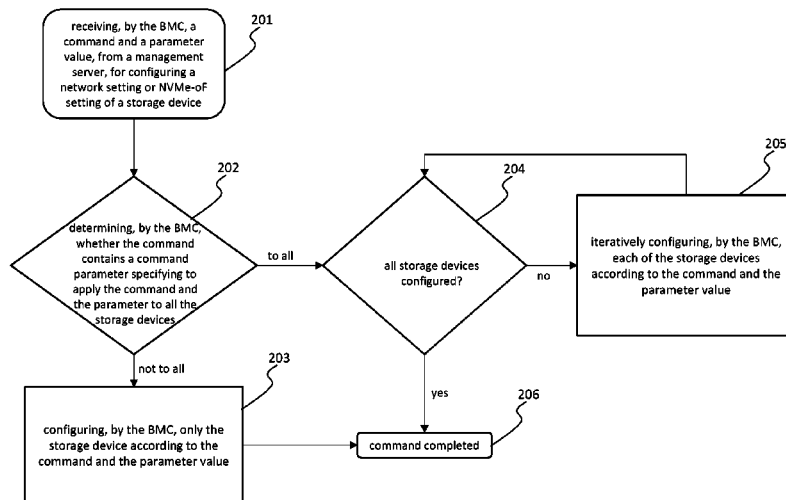 receiving, by the BMC, a
command and a parameter
value, from a management
server, for configuring a
network setting or NVMe-oF
setting of a storage device
201
202
determining, by the BMC,
whether the command
contains a command
parameter specifying to
apply the command and
the parameter to all the
storage devices
to all
not to all
203
configuring, by the BMC, only the
storage device according to the
command and the parameter value
204
all storage devices
configured?
no
yes
205
iteratively configuring, by the BMC,
each of the storage devices
according to the command and the
parameter value
206
command completed